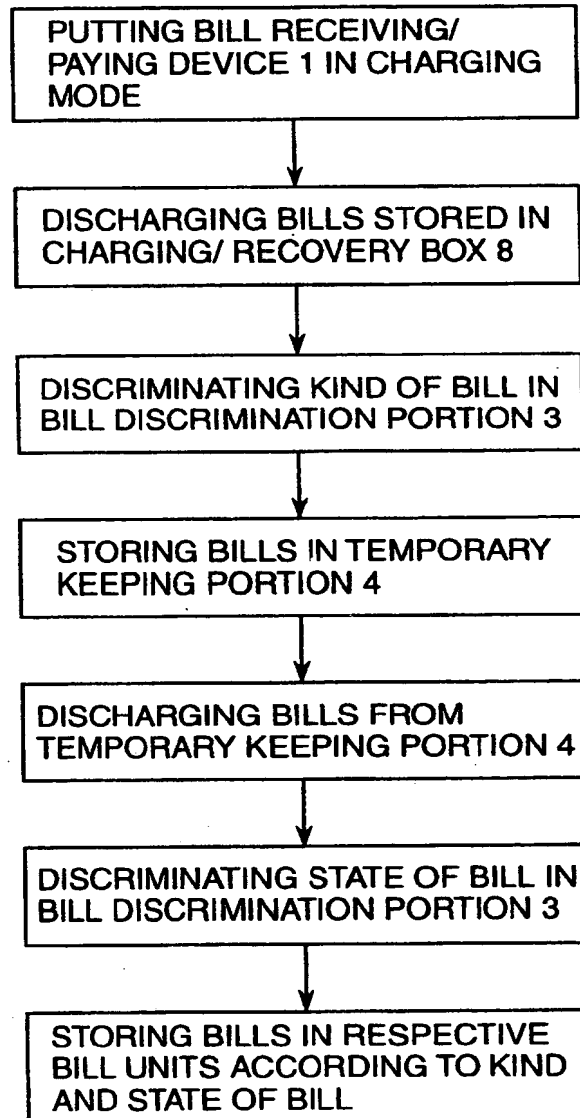 PUTTING BILL RECEIVING/
PAYING DEVICE 1 IN CHARGING
MODE
DISCHARGING BILLS STORED IN
CHARGING/ RECOVERY BOX 8
DISCRIMINATING KIND OF BILL IN
BILL DISCRIMINATION PORTION 3
STORING BILLS IN TEMPORARY
KEEPING PORTION 4
DISCHARGING BILLS FROM
TEMPORARY KEEPING PORTION 4
DISCRIMINATING STATE OF BILL IN
BILL DISCRIMINATION PORTION 3
STORING BILLS IN RESPECTIVE
BILL UNITS ACCORDING TO KIND
AND STATE OF BILL